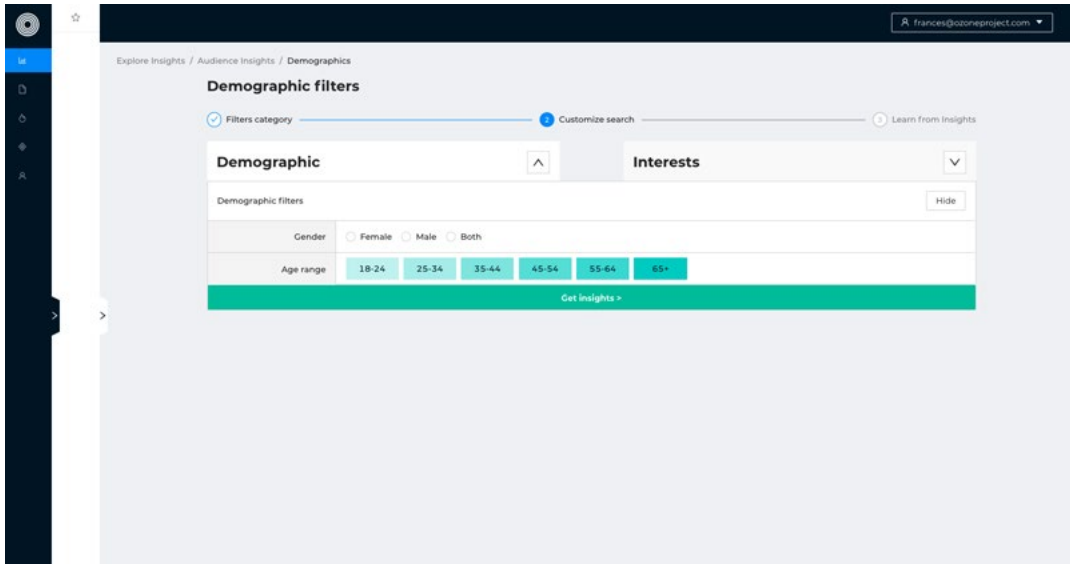 frances@ozoneproject.com
Explore Insights / Audience Insights / Demographics
Demographic filters
Filters category
2 Customize search
3 Learn from Insights
Demographic
Interests
Demographic filters
Hide
Gender Female Male Both
Age range 18-24 25-34 35-44 45-54 55-64 65+
Get insights >